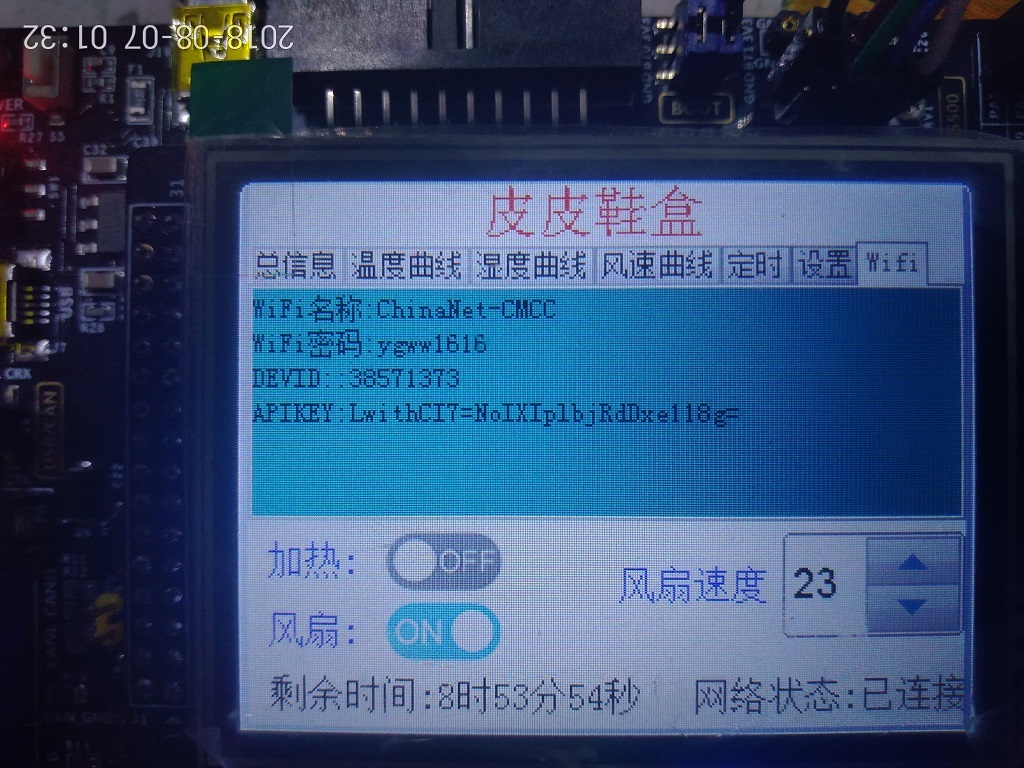 2018-08-07 01:32
皮皮鞋盒
总信息 温度曲线 湿度曲线 风速曲线 定时 设置 Wifi
WiFi名称:ChinaNet-CMCC
WiFi密码:ygww1616
DEVID::38571373
APIKEY:LwithCI7=NoIXIplbjRdDxe118g=
加热: OFF
风扇速度 23
风扇: ON
剩余时间:8时53分54秒 网络状态:已连接